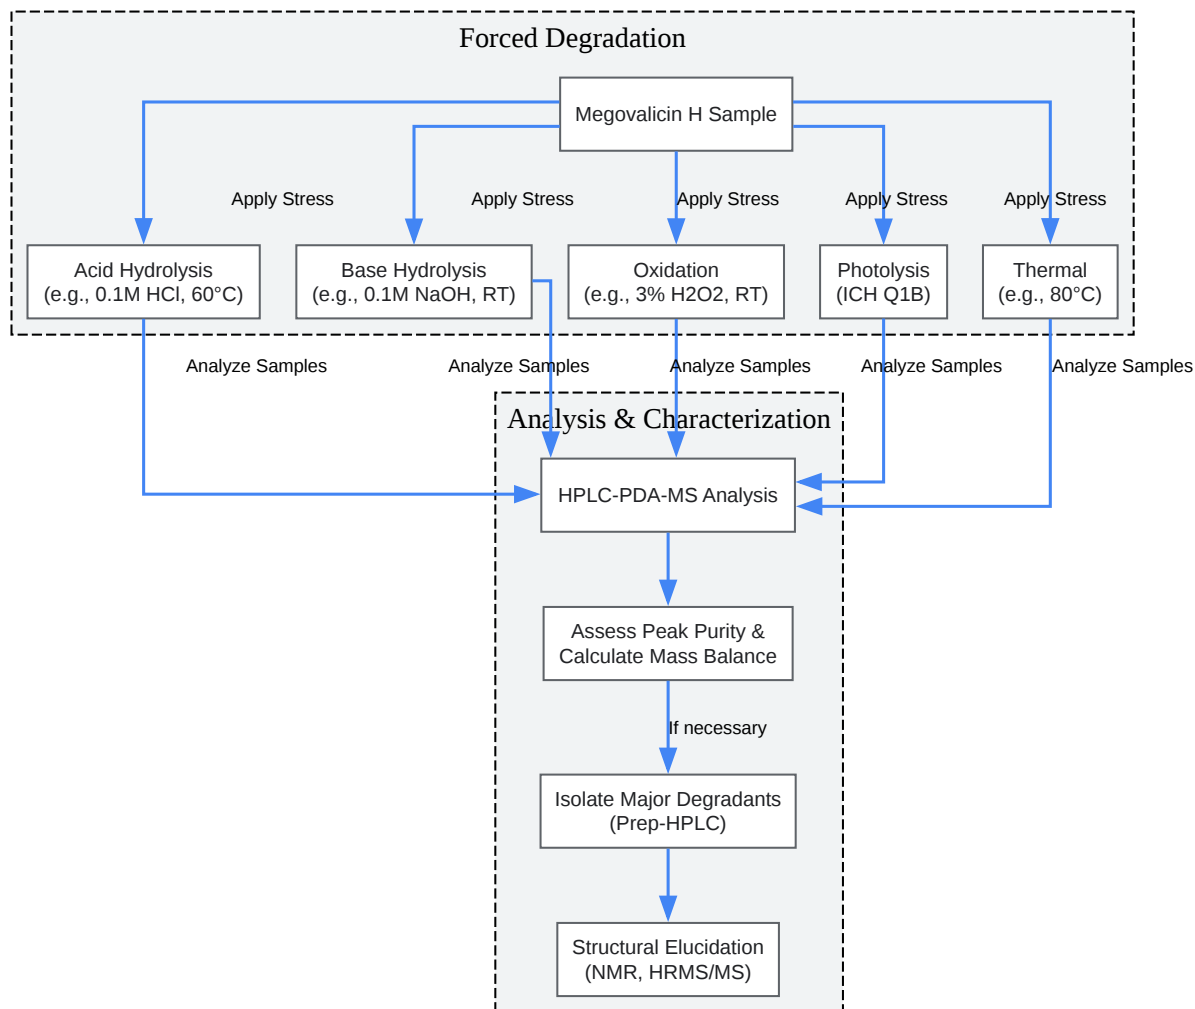 Forced Degradation
Megovalicin H Sample
Apply Stress
Apply Stress
Apply Stress
Apply Stress
Apply Stress
Acid Hydrolysis
(e.g., 0.1M HCl, 60°C)
Base Hydrolysis
(e.g., 0.1M NaOH, RT)
Oxidation
(e.g., 3% H2O2, RT)
Photolysis
(ICH Q1B)
Thermal
(e.g., 80°C)
Analyze Samples
Analyze Samples
Analyze Samples
Analyze Samples
Analyze Samples
Analysis & Characterization
HPLC-PDA-MS Analysis
Assess Peak Purity &
Calculate Mass Balance
If necessary
Isolate Major Degradants
(Prep-HPLC)
Structural Elucidation
(NMR, HRMS/MS)